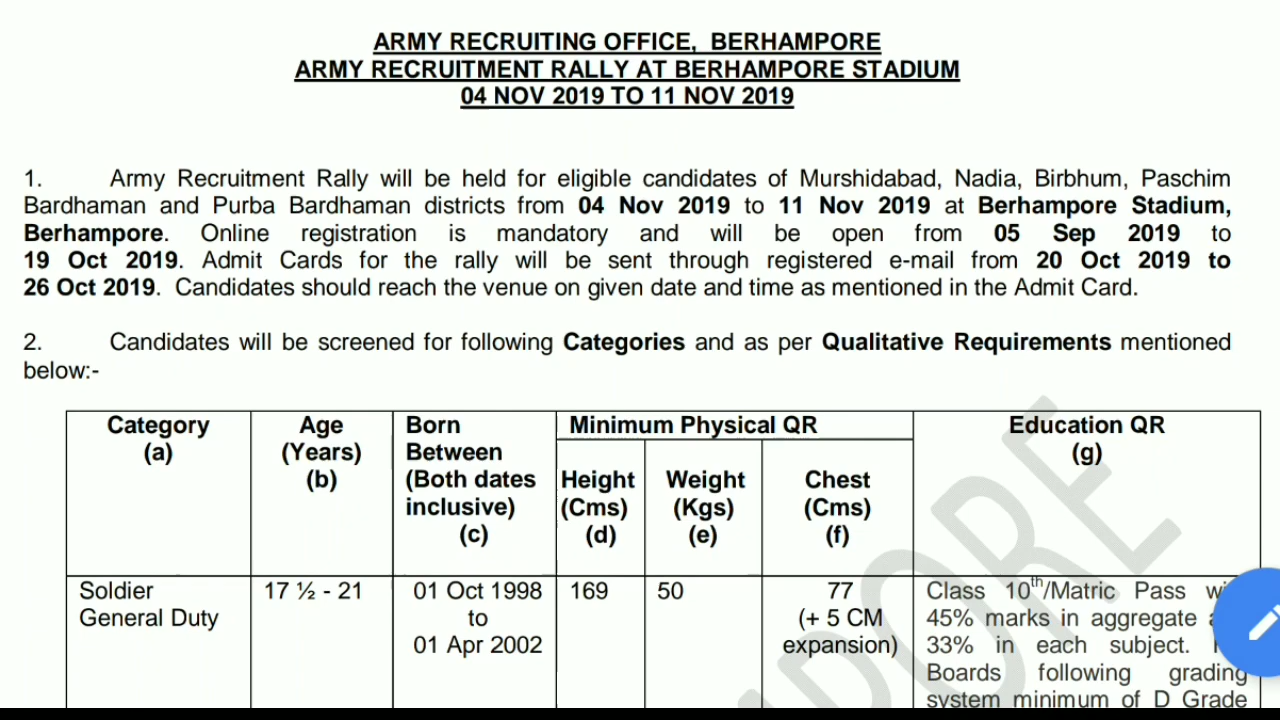 ARMY RECRUITING OFFICE, BERHAMPORE
ARMY RECRUITMENT RALLY AT BERHAMPORE STADIUM
04 NOV 2019 TO 11 NOV 2019
1. Army Recruitment Rally will be held for eligible candidates of Murshidabad, Nadia, Birbhum, Paschim
Bardhaman and Purba Bardhaman districts from 04 Nov 2019 to 11 Nov 2019 at Berhampore Stadium,
Berhampore. Online registration is mandatory and will be open from 05 Sep 2019 to
19 Oct 2019. Admit Cards for the rally will be sent through registered e-mail from 20 Oct 2019 to
26 Oct 2019. Candidates should reach the venue on given date and time as mentioned in the Admit Card.
2. Candidates will be screened for following Categories and as per Qualitative Requirements mentioned
below:-
Category
(a)
Age
(Years)
(b)
Born
Between
(Both dates
inclusive)
(c)
Minimum Physical QR
Height
(Cms)
(d)
Weight
(Kgs)
(e)
Chest
(Cms)
(f)
Education QR
(g)
Soldier
General Duty
17 ½ - 21
01 Oct 1998
to
01 Apr 2002
169
50
77
(+ 5 CM
expansion)
Class 10th/Matric Pass
45% marks in aggregate
33% in each subject.
Boards following grading
system minimum of D Grade